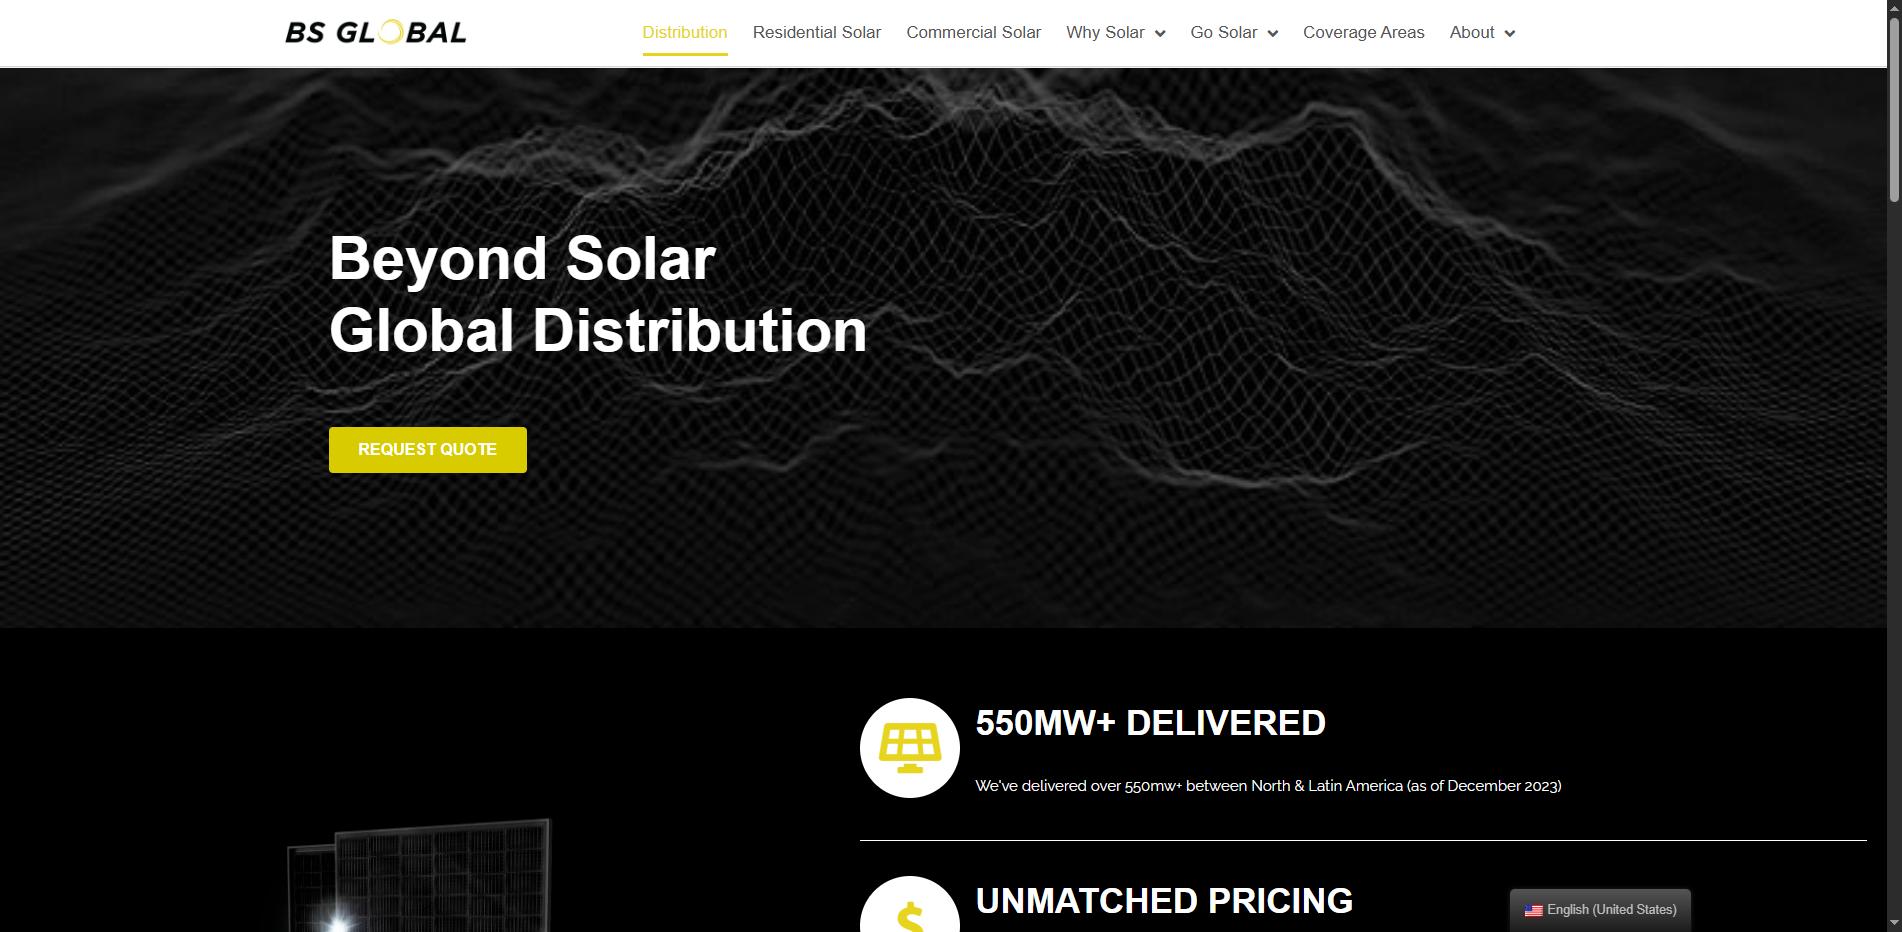 BS GLOBAL
Distribution
Residential Solar
Commercial Solar
Why Solar
Go Solar
Coverage Areas
About
Beyond Solar
Global Distribution
REQUEST QUOTE
550MW+ DELIVERED
We've delivered over 550mw+ between North & Latin America (as of December 2023)
$
UNMATCHED PRICING
English (United States)